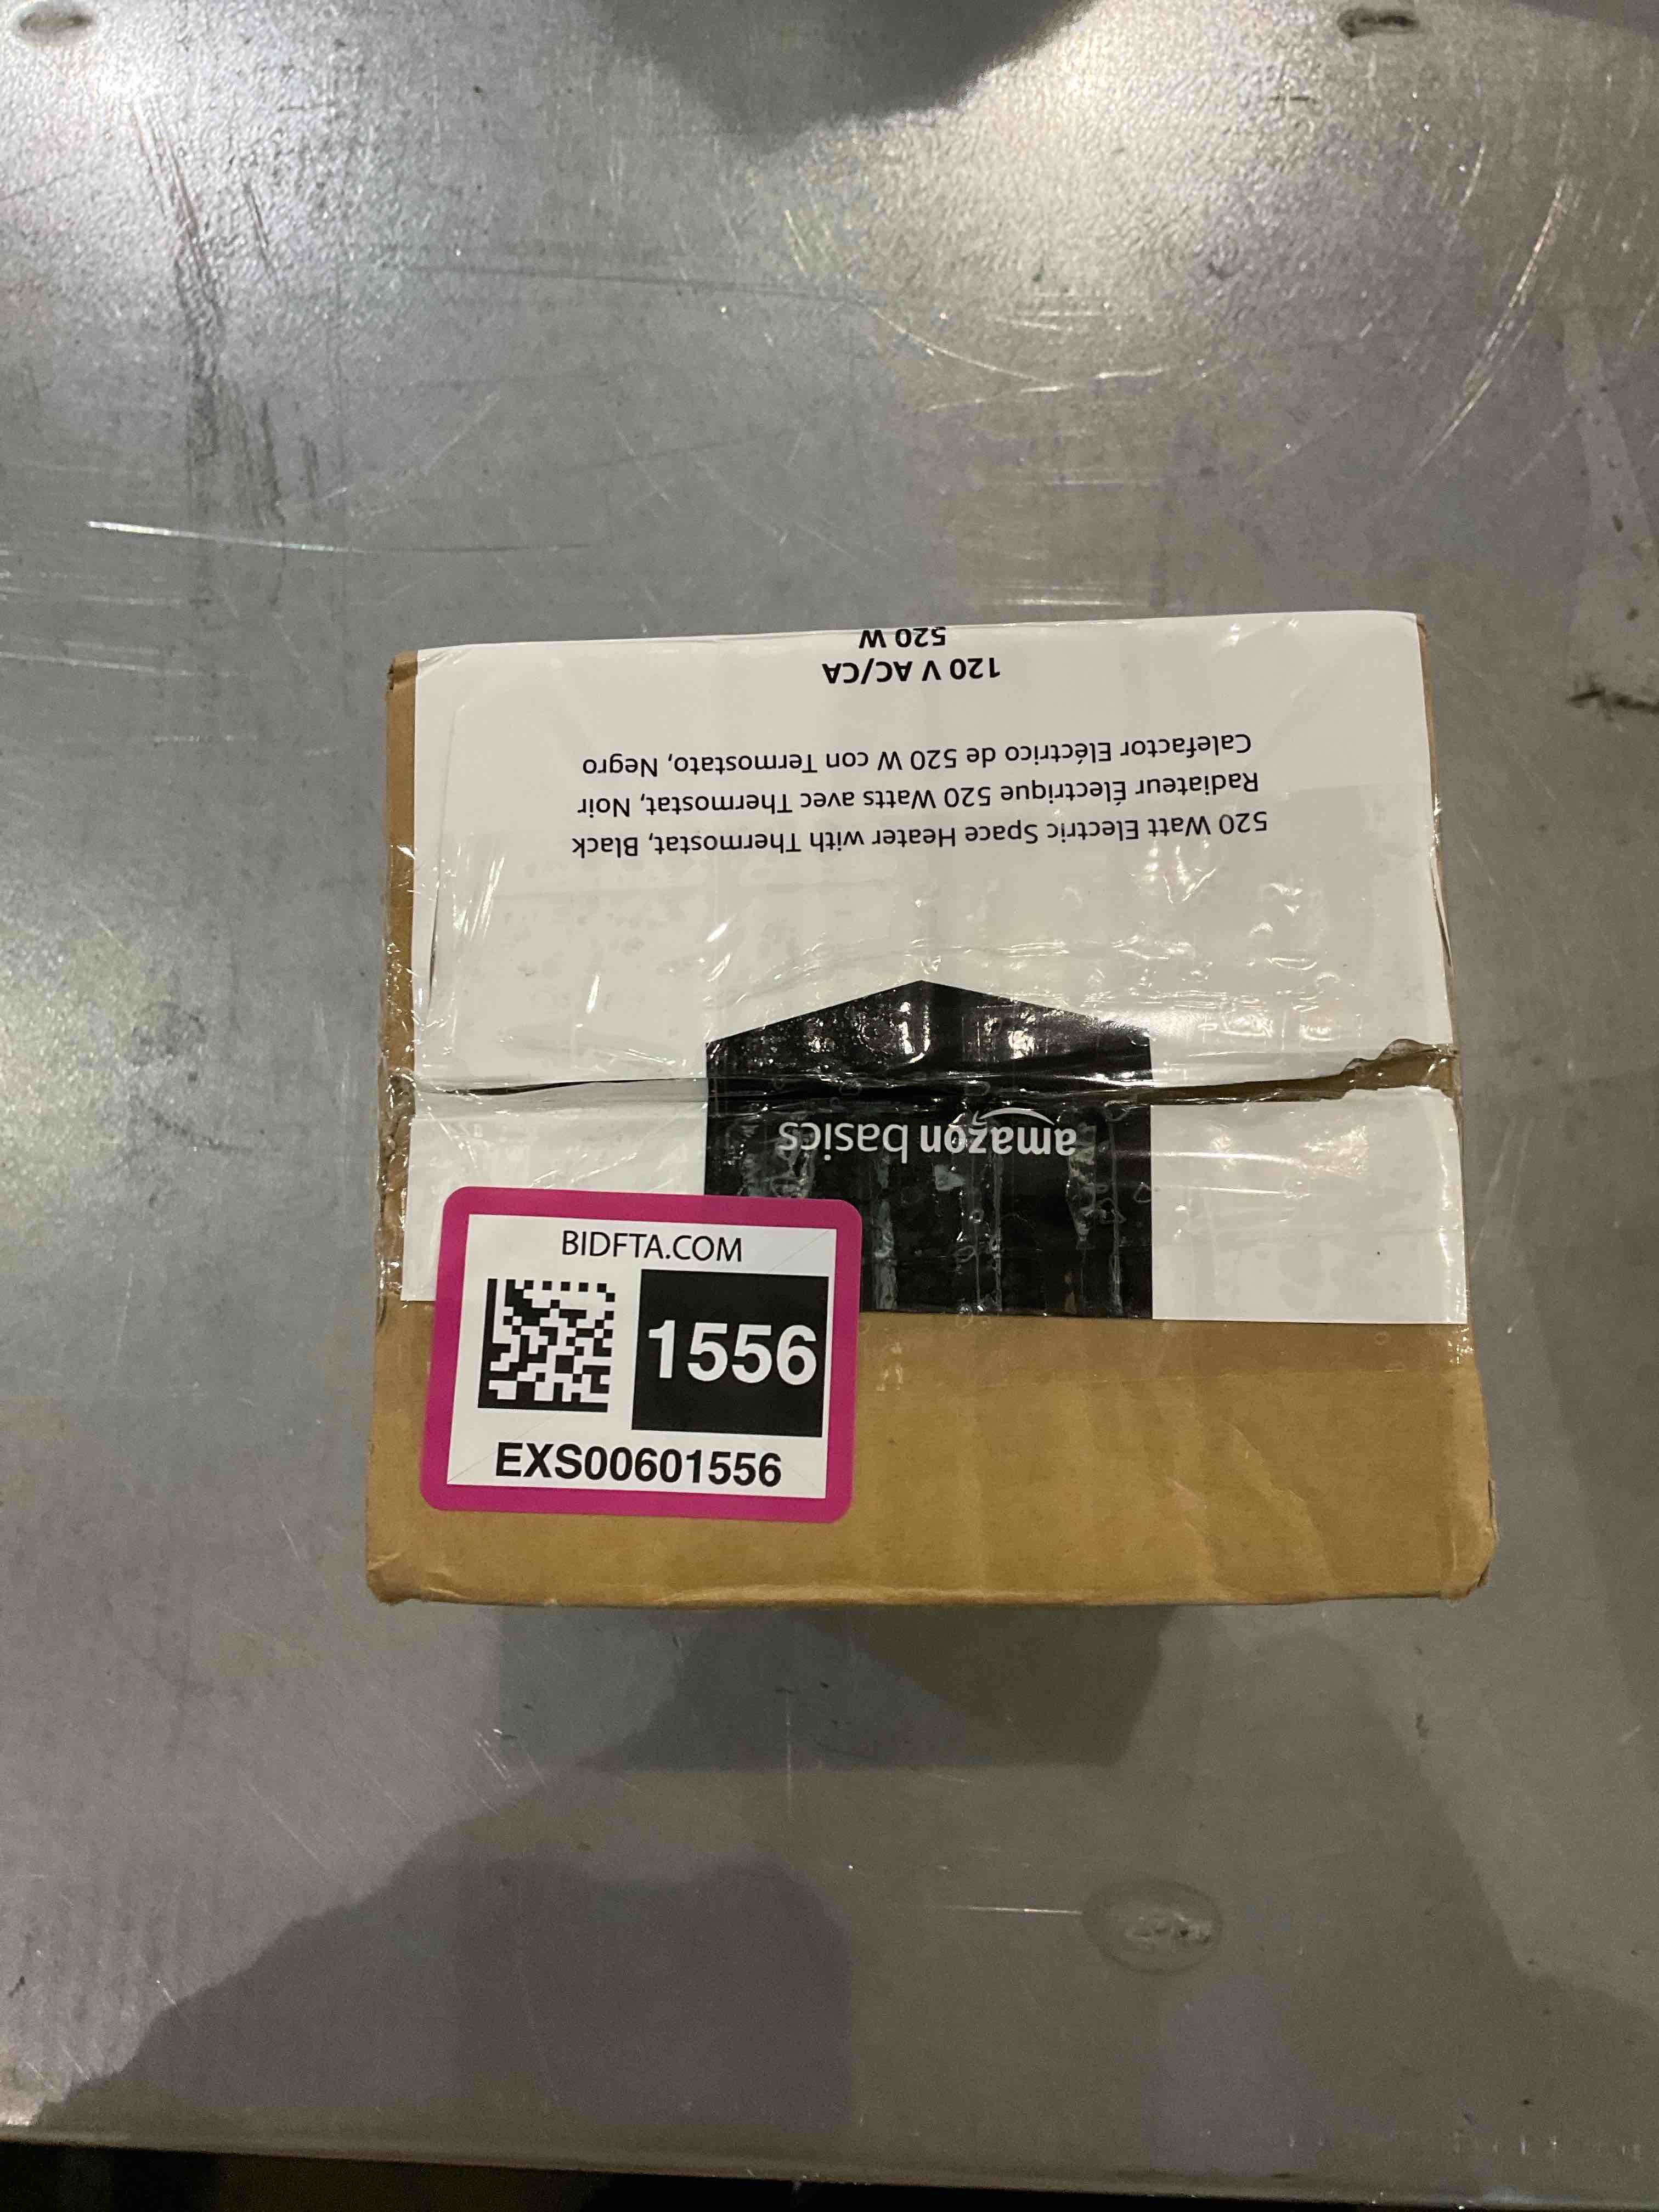 amazon basics
520 Watt Electric Space Heater with Thermostat, Black
Radiateur Électrique 520 Watts avec Thermostat, Noir
Calefactor Eléctrico de 520 W con Termostato, Negro
120 V AC/CA
520 W
BIDFTA.COM
1556
EXS00601556